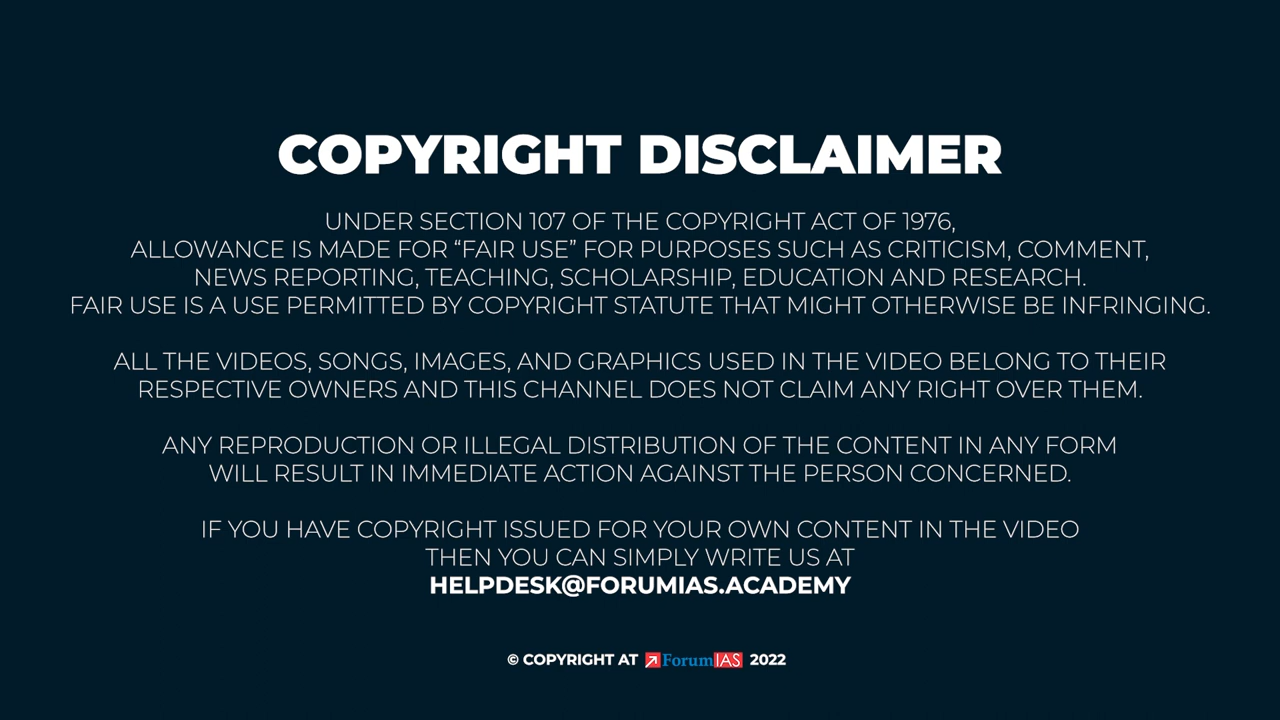 COPYRIGHT DISCLAIMER
UNDER SECTION 107 OF THE COPYRIGHT ACT OF 1976,
ALLOWANCE IS MADE FOR “FAIR USE” FOR PURPOSES SUCH AS CRITICISM, COMMENT,
NEWS REPORTING, TEACHING, SCHOLARSHIP, EDUCATION AND RESEARCH.
FAIR USE IS A USE PERMITTED BY COPYRIGHT STATUTE THAT MIGHT OTHERWISE BE INFRINGING.
ALL THE VIDEOS, SONGS, IMAGES, AND GRAPHICS USED IN THE VIDEO BELONG TO THEIR
RESPECTIVE OWNERS AND THIS CHANNEL DOES NOT CLAIM ANY RIGHT OVER THEM.
ANY REPRODUCTION OR ILLEGAL DISTRIBUTION OF THE CONTENT IN ANY FORM
WILL RESULT IN IMMEDIATE ACTION AGAINST THE PERSON CONCERNED.
IF YOU HAVE COPYRIGHT ISSUED FOR YOUR OWN CONTENT IN THE VIDEO
THEN YOU CAN SIMPLY WRITE US AT
HELPDESK@FORUMIAS.ACADEMY
© COPYRIGHT AT ForumIAS 2022